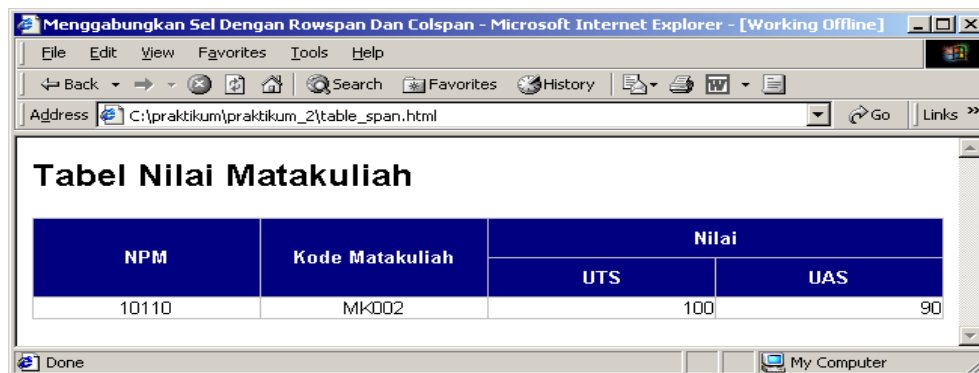 Menggabungkan Sel Dengan Rowspan Dan Colspan - Microsoft Internet Explorer - [Working Offline]
File Edit View Favorites Tools Help
Back Search Favorites History
Address C:\praktikum\praktikum_2\table_span.html Go Links »
Tabel Nilai Matakuliah
NPM Kode Matakuliah Nilai
UTS UAS
10110 MK002 100 90
Done My Computer